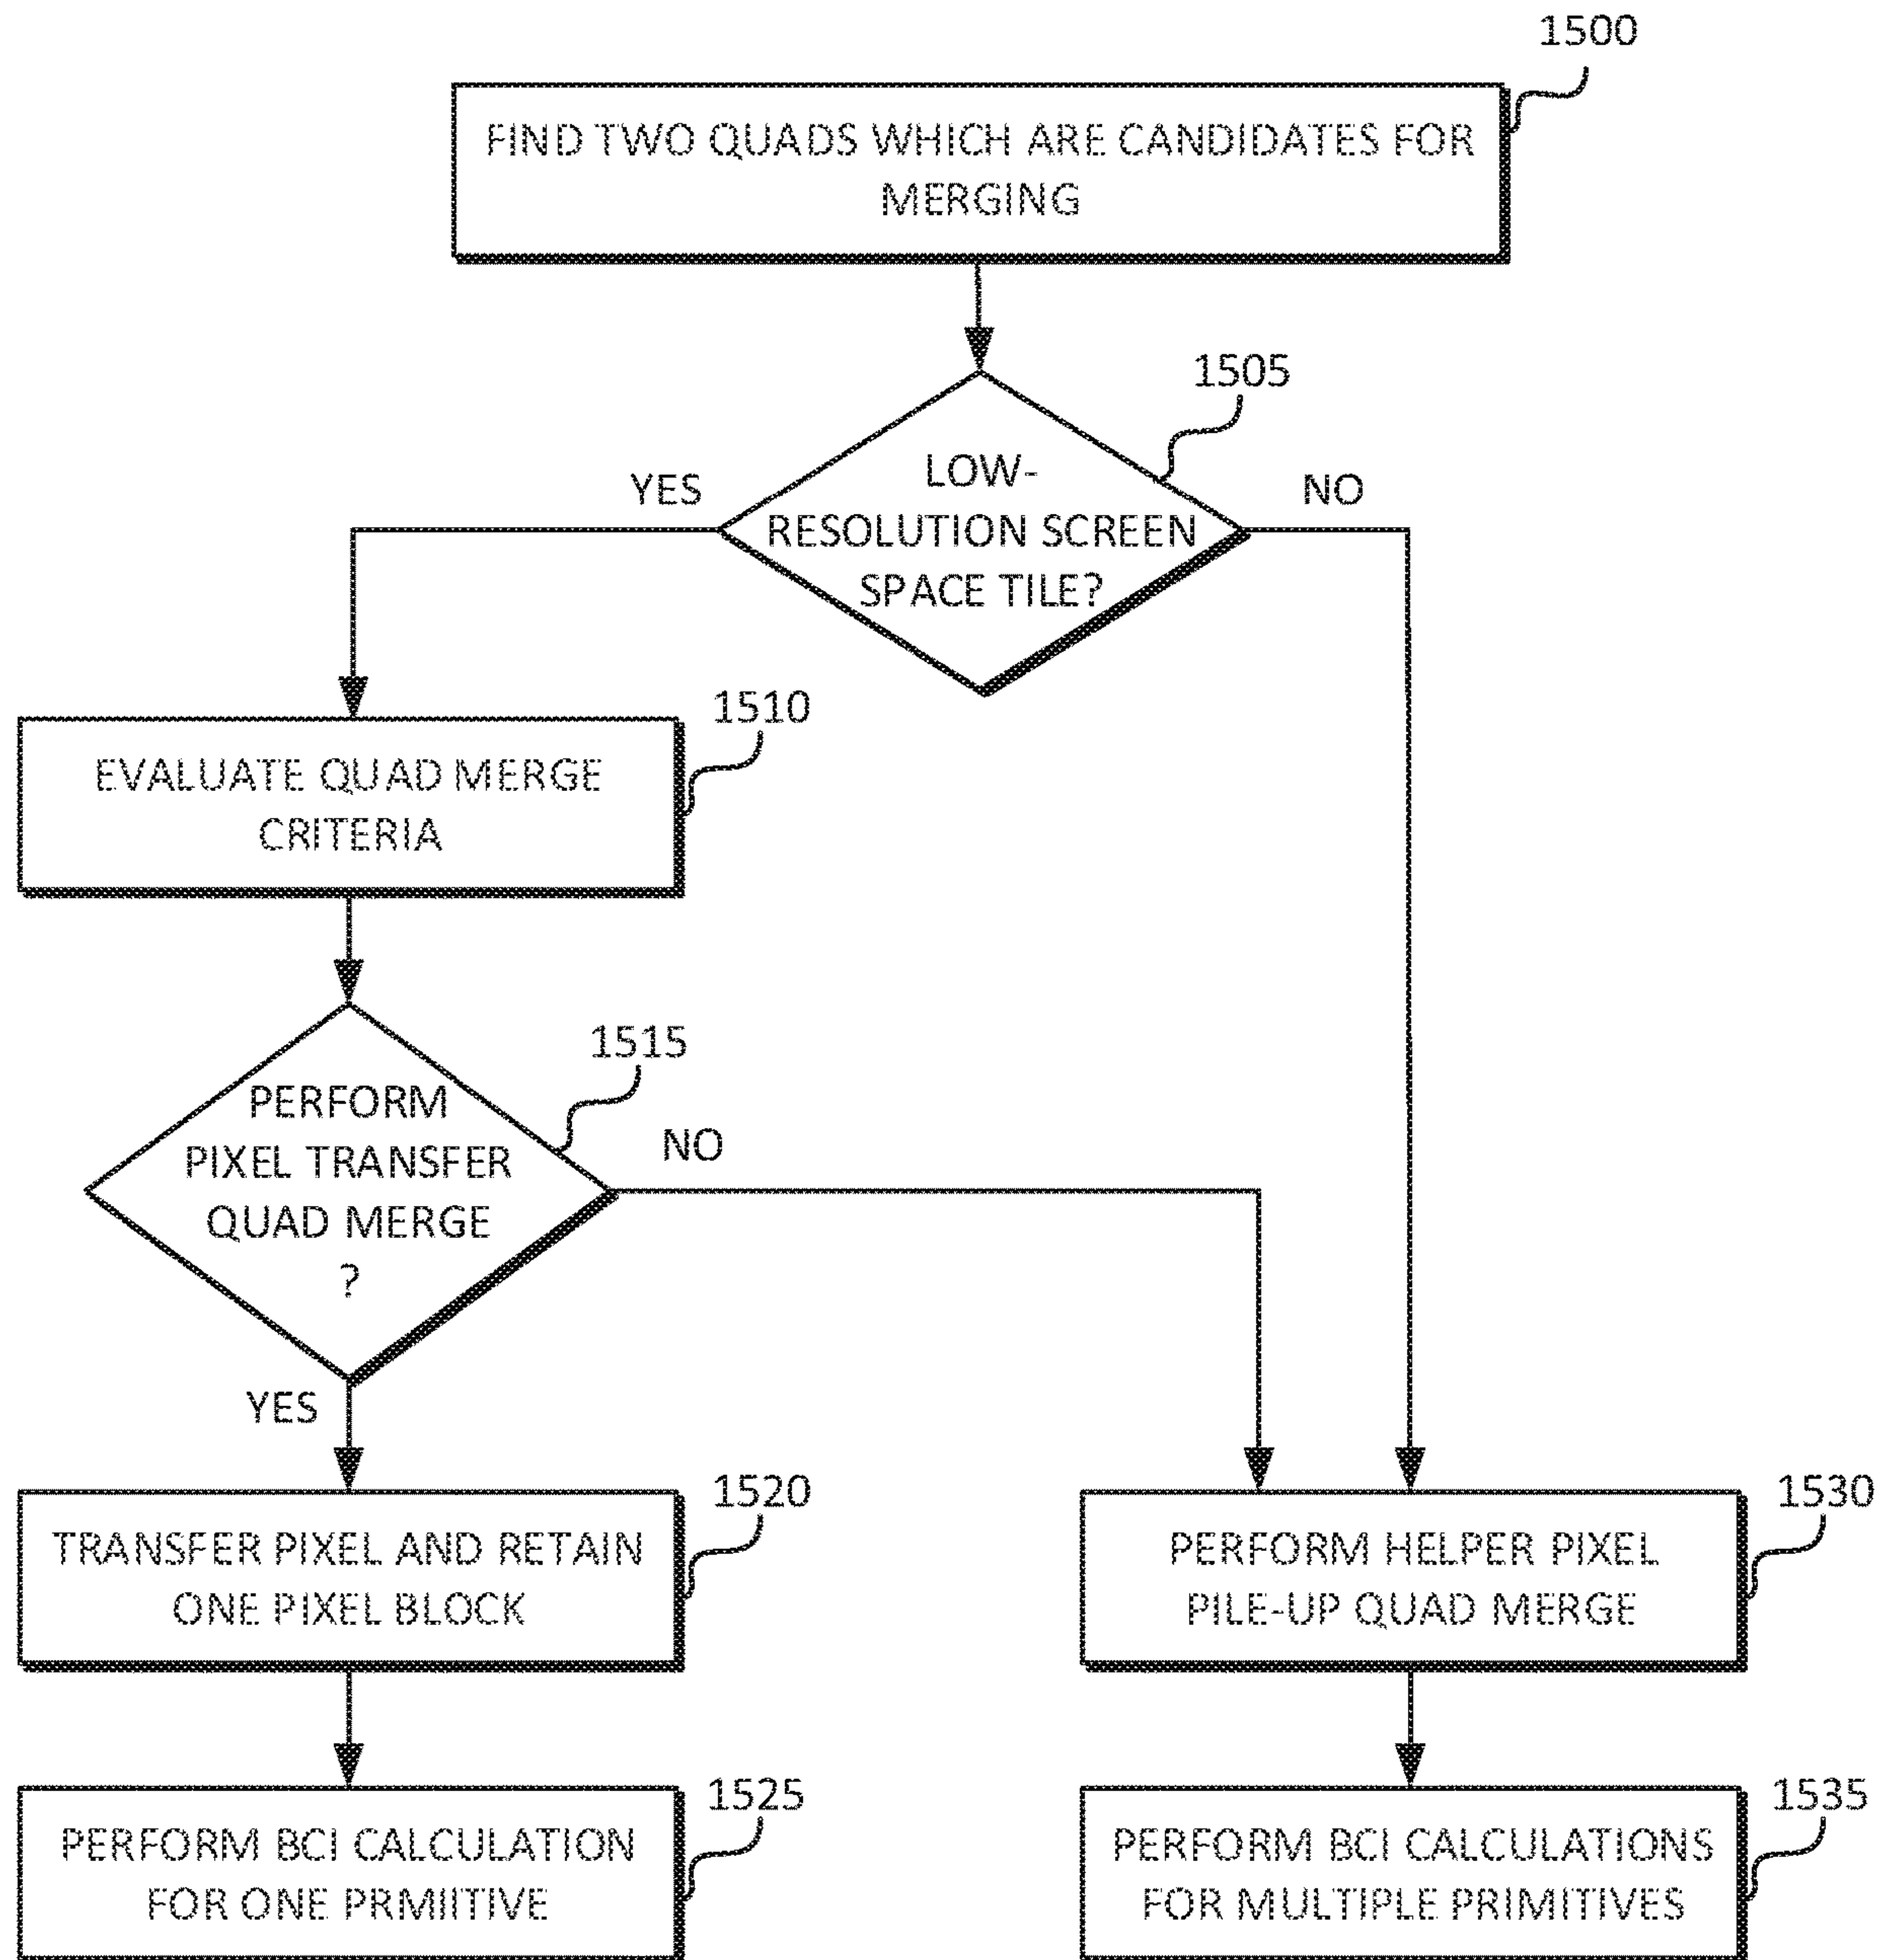 1500
FIND TWO QUADS WHICH ARE CANDIDATES FOR
MERGING
1505
LOW-
RESOLUTION SCREEN
SPACE TILE?
YES
NO
1510
EVALUATE QUAD MERGE
CRITERIA
1515
PERFORM
PIXEL TRANSFER
QUAD MERGE
?
NO
YES
1520
TRANSFER PIXEL AND RETAIN
ONE PIXEL BLOCK
1530
PERFORM HELPER PIXEL
PILE-UP QUAD MERGE
1525
PERFORM BCI CALCULATION
FOR ONE PRMIITIVE
1535
PERFORM BCI CALCULATIONS
FOR MULTIPLE PRIMITIVES